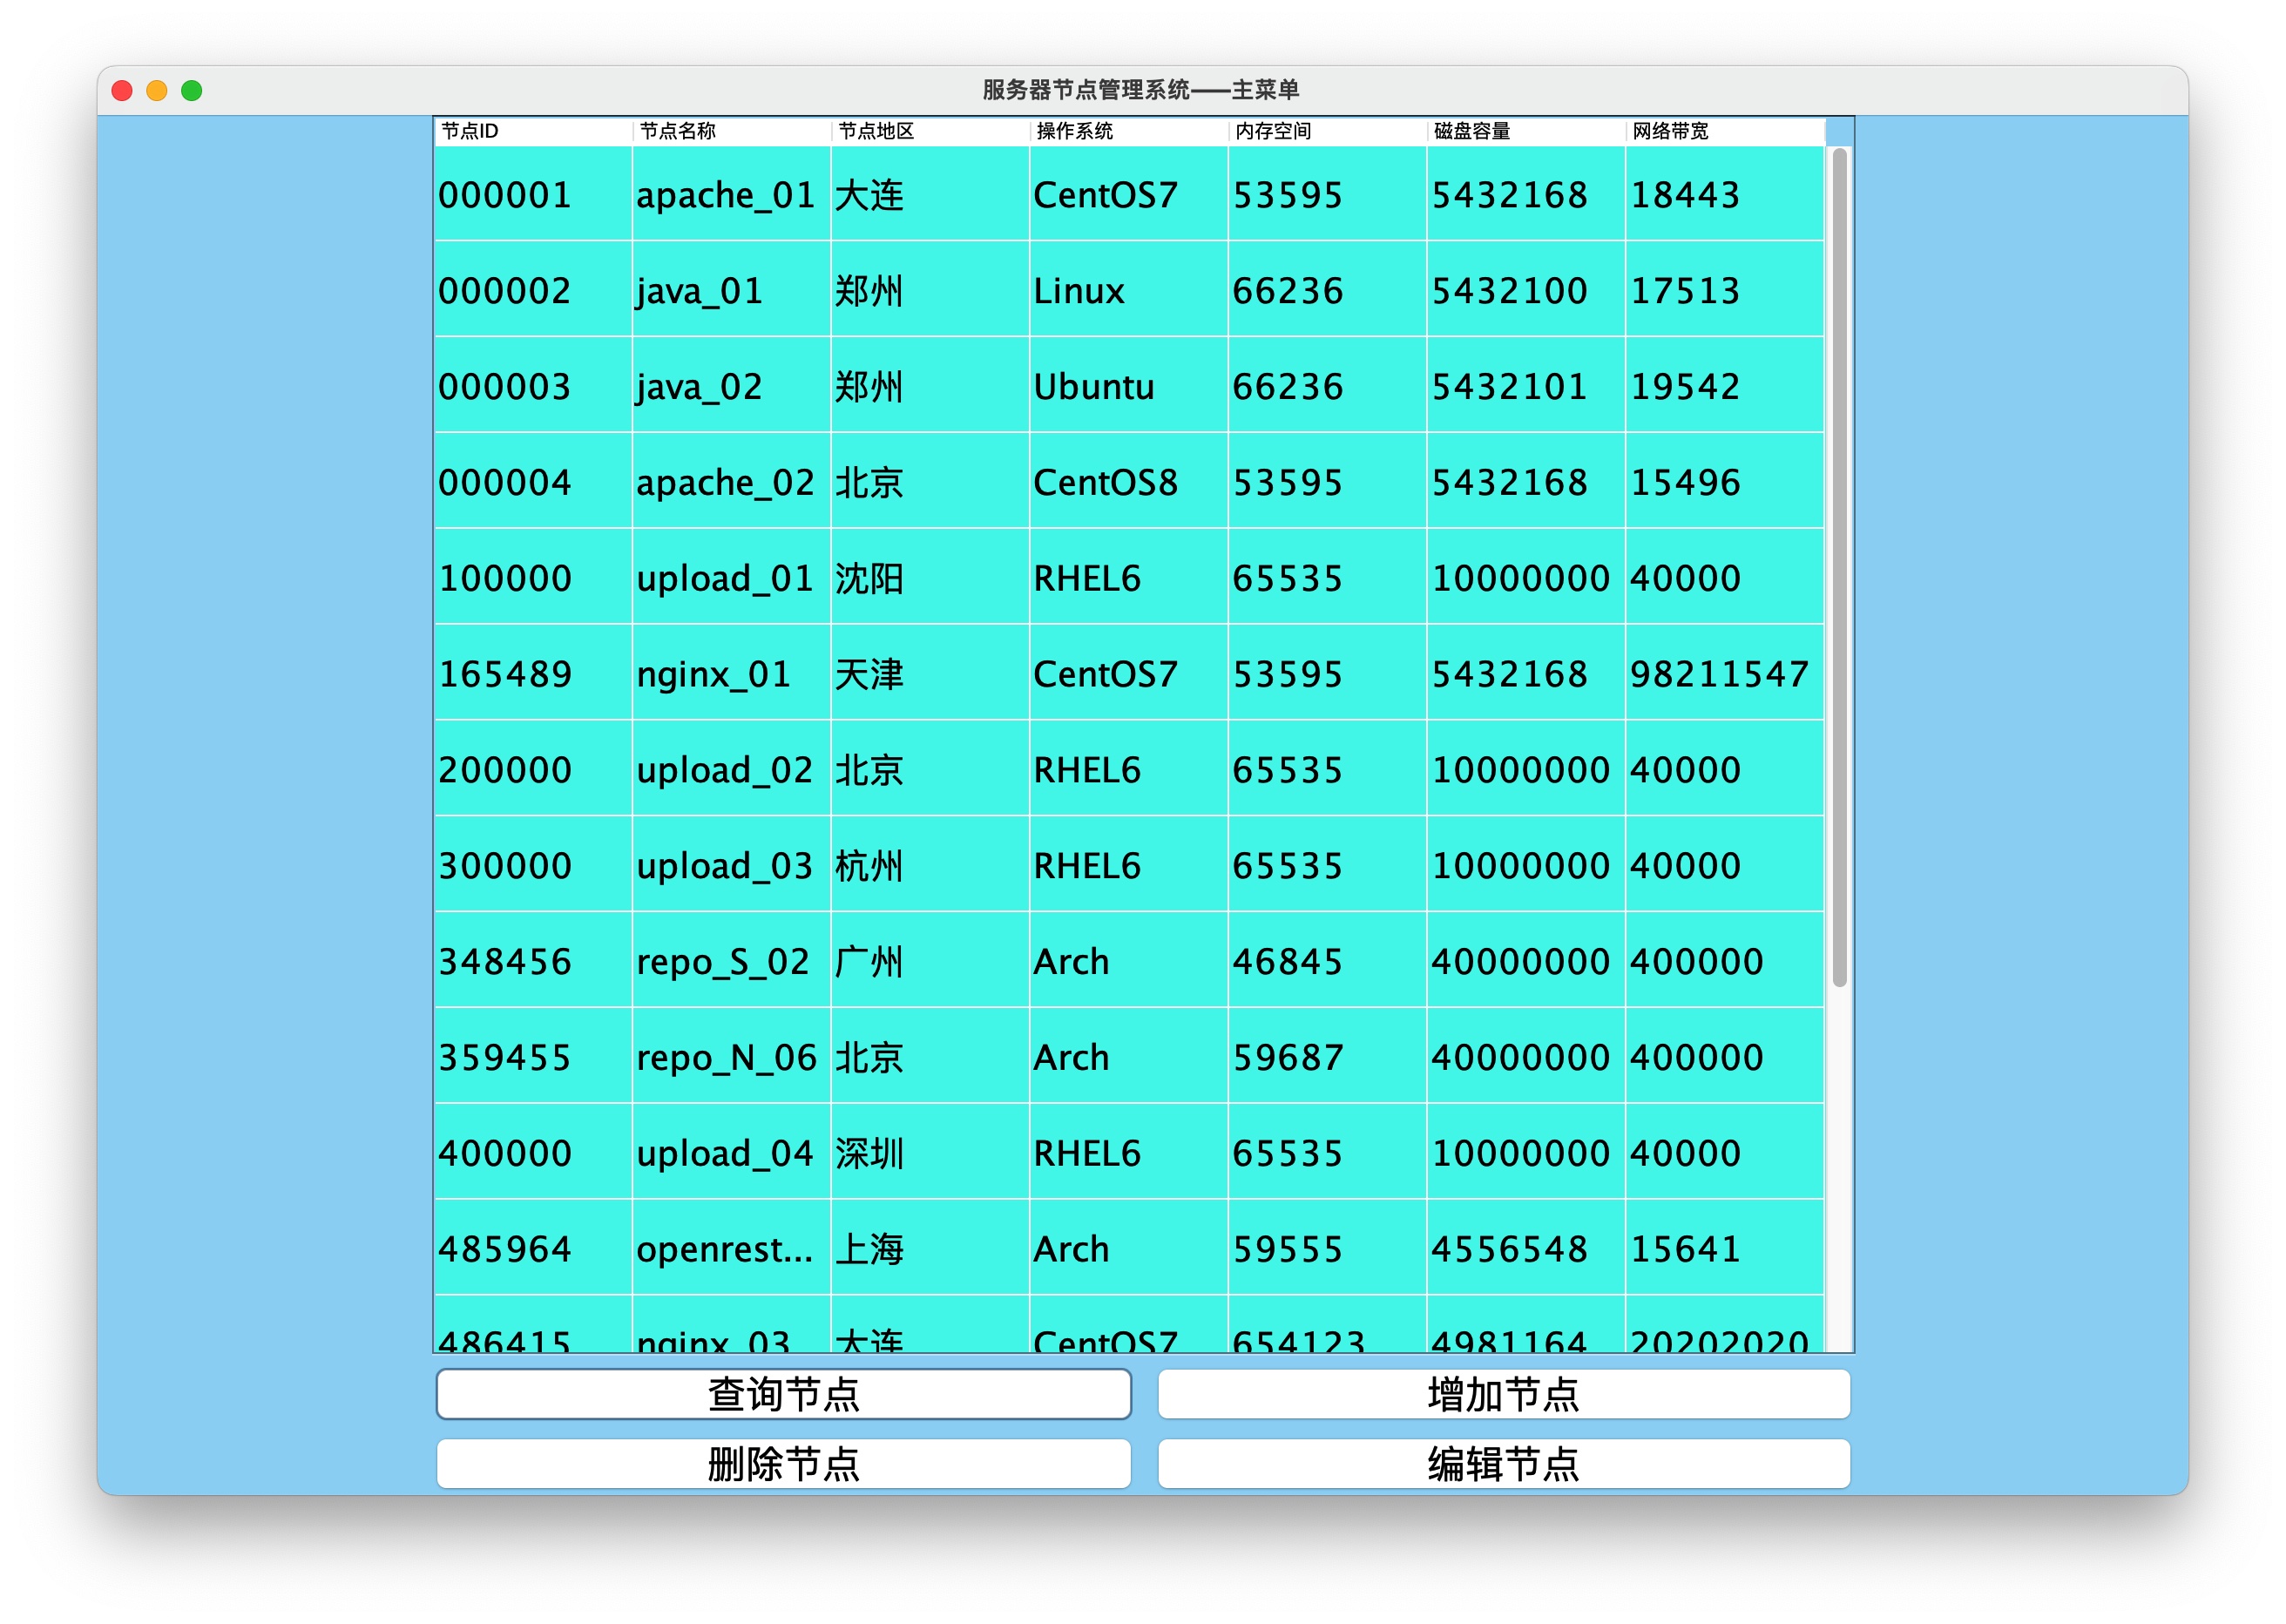 服务器节点管理系统——主菜单
节点ID 节点名称 节点地区 操作系统 内存空间 磁盘容量 网络带宽
000001 apache_01 大连 CentOS7 53595 5432168 18443
000002 java_01 郑州 Linux 66236 5432100 17513
000003 java_02 郑州 Ubuntu 66236 5432101 19542
000004 apache_02 北京 CentOS8 53595 5432168 15496
100000 upload_01 沈阳 RHEL6 65535 10000000 40000
165489 nginx_01 天津 CentOS7 53595 5432168 98211547
200000 upload_02 北京 RHEL6 65535 10000000 40000
300000 upload_03 杭州 RHEL6 65535 10000000 40000
348456 repo_S_02 广州 Arch 46845 40000000 400000
359455 repo_N_06 北京 Arch 59687 40000000 400000
400000 upload_04 深圳 RHEL6 65535 10000000 40000
485964 openrest... 上海 Arch 59555 4556548 15641
486415 nginx_03 大连 CentOS7 654123 4981164 20202020
查询节点 增加节点
删除节点 编辑节点